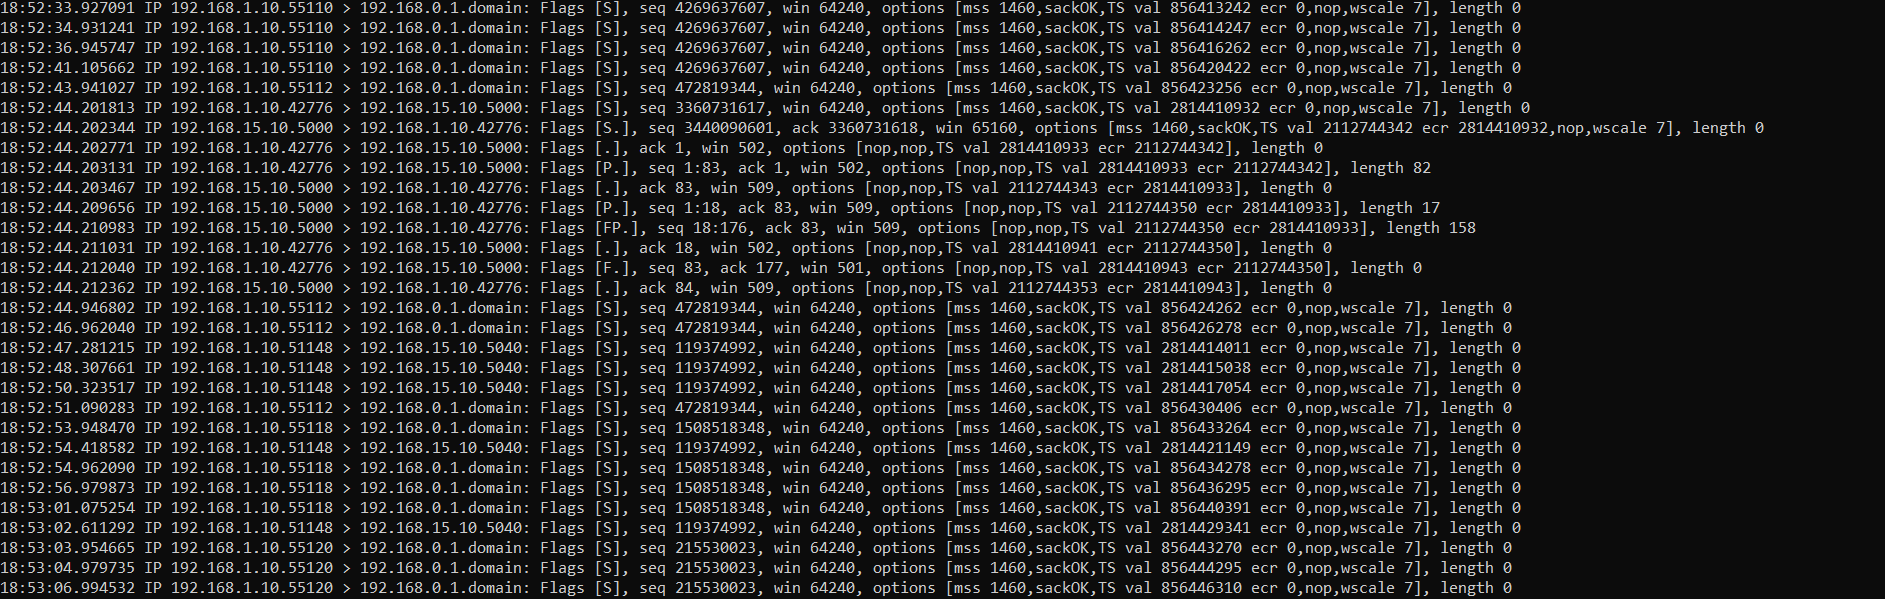 18:52:33.927091 IP 192.168.1.10.55110 > 192.168.0.1.domain: Flags [S], seq 4269637607, win 64240, options [mss 1460,sackOK,TS val 856413242 ecr 0,nop,wscale 7], length 0
18:52:34.931241 IP 192.168.1.10.55110 > 192.168.0.1.domain: Flags [S], seq 4269637607, win 64240, options [mss 1460,sackOK,TS val 856414247 ecr 0,nop,wscale 7], length 0
18:52:36.945747 IP 192.168.1.10.55110 > 192.168.0.1.domain: Flags [S], seq 4269637607, win 64240, options [mss 1460,sackOK,TS val 856416262 ecr 0,nop,wscale 7], length 0
18:52:41.105662 IP 192.168.1.10.55110 > 192.168.0.1.domain: Flags [S], seq 4269637607, win 64240, options [mss 1460,sackOK,TS val 856420422 ecr 0,nop,wscale 7], length 0
18:52:43.941027 IP 192.168.1.10.55112 > 192.168.0.1.domain: Flags [S], seq 472819344, win 64240, options [mss 1460,sackOK,TS val 856423256 ecr 0,nop,wscale 7], length 0
18:52:44.201813 IP 192.168.1.10.42776 > 192.168.15.10.5000: Flags [S], seq 3360731617, win 64240, options [mss 1460,sackOK,TS val 2814410932 ecr 0,nop,wscale 7], length 0
18:52:44.202344 IP 192.168.15.10.5000 > 192.168.1.10.42776: Flags [S.], seq 3440090601, ack 3360731618, win 65160, options [mss 1460,sackOK,TS val 2112744342 ecr 2814410932,nop,wscale 7], length 0
18:52:44.202771 IP 192.168.1.10.42776 > 192.168.15.10.5000: Flags [.], ack 1, win 502, options [nop,nop,TS val 2814410933 ecr 2112744342], length 0
18:52:44.203131 IP 192.168.1.10.42776 > 192.168.15.10.5000: Flags [P.], seq 1:83, ack 1, win 502, options [nop,nop,TS val 2814410933 ecr 2112744342], length 82
18:52:44.203467 IP 192.168.15.10.5000 > 192.168.1.10.42776: Flags [.], ack 83, win 509, options [nop,nop,TS val 2112744343 ecr 2814410933], length 0
18:52:44.209656 IP 192.168.15.10.5000 > 192.168.1.10.42776: Flags [P.], seq 1:18, ack 83, win 509, options [nop,nop,TS val 2112744350 ecr 2814410933], length 17
18:52:44.210983 IP 192.168.15.10.5000 > 192.168.1.10.42776: Flags [FP.], seq 18:176, ack 83, win 509, options [nop,nop,TS val 2112744350 ecr 2814410933], length 158
18:52:44.211031 IP 192.168.1.10.42776 > 192.168.15.10.5000: Flags [.], ack 18, win 502, options [nop,nop,TS val 2814410941 ecr 2112744350], length 0
18:52:44.212040 IP 192.168.1.10.42776 > 192.168.15.10.5000: Flags [F.], seq 83, ack 177, win 501, options [nop,nop,TS val 2814410943 ecr 2112744350], length 0
18:52:44.212362 IP 192.168.15.10.5000 > 192.168.1.10.42776: Flags [.], ack 84, win 509, options [nop,nop,TS val 2112744353 ecr 2814410943], length 0
18:52:44.946802 IP 192.168.1.10.55112 > 192.168.0.1.domain: Flags [S], seq 472819344, win 64240, options [mss 1460,sackOK,TS val 856424262 ecr 0,nop,wscale 7], length 0
18:52:46.962040 IP 192.168.1.10.55112 > 192.168.0.1.domain: Flags [S], seq 472819344, win 64240, options [mss 1460,sackOK,TS val 856426278 ecr 0,nop,wscale 7], length 0
18:52:47.281215 IP 192.168.1.10.51148 > 192.168.15.10.5040: Flags [S], seq 119374992, win 64240, options [mss 1460,sackOK,TS val 2814414011 ecr 0,nop,wscale 7], length 0
18:52:48.307661 IP 192.168.1.10.51148 > 192.168.15.10.5040: Flags [S], seq 119374992, win 64240, options [mss 1460,sackOK,TS val 2814415038 ecr 0,nop,wscale 7], length 0
18:52:50.323517 IP 192.168.1.10.51148 > 192.168.15.10.5040: Flags [S], seq 119374992, win 64240, options [mss 1460,sackOK,TS val 2814417054 ecr 0,nop,wscale 7], length 0
18:52:51.090283 IP 192.168.1.10.55112 > 192.168.0.1.domain: Flags [S], seq 472819344, win 64240, options [mss 1460,sackOK,TS val 856430406 ecr 0,nop,wscale 7], length 0
18:52:53.948470 IP 192.168.1.10.55118 > 192.168.0.1.domain: Flags [S], seq 1508518348, win 64240, options [mss 1460,sackOK,TS val 856433264 ecr 0,nop,wscale 7], length 0
18:52:54.418582 IP 192.168.1.10.51148 > 192.168.15.10.5040: Flags [S], seq 119374992, win 64240, options [mss 1460,sackOK,TS val 2814421149 ecr 0,nop,wscale 7], length 0
18:52:54.962090 IP 192.168.1.10.55118 > 192.168.0.1.domain: Flags [S], seq 1508518348, win 64240, options [mss 1460,sackOK,TS val 856434278 ecr 0,nop,wscale 7], length 0
18:52:56.979873 IP 192.168.1.10.55118 > 192.168.0.1.domain: Flags [S], seq 1508518348, win 64240, options [mss 1460,sackOK,TS val 856436295 ecr 0,nop,wscale 7], length 0
18:53:01.075254 IP 192.168.1.10.55118 > 192.168.0.1.domain: Flags [S], seq 1508518348, win 64240, options [mss 1460,sackOK,TS val 856440391 ecr 0,nop,wscale 7], length 0
18:53:02.611292 IP 192.168.1.10.51148 > 192.168.15.10.5040: Flags [S], seq 119374992, win 64240, options [mss 1460,sackOK,TS val 2814429341 ecr 0,nop,wscale 7], length 0
18:53:03.954665 IP 192.168.1.10.55120 > 192.168.0.1.domain: Flags [S], seq 215530023, win 64240, options [mss 1460,sackOK,TS val 856443270 ecr 0,nop,wscale 7], length 0
18:53:04.979735 IP 192.168.1.10.55120 > 192.168.0.1.domain: Flags [S], seq 215530023, win 64240, options [mss 1460,sackOK,TS val 856444295 ecr 0,nop,wscale 7], length 0
18:53:06.994532 IP 192.168.1.10.55120 > 192.168.0.1.domain: Flags [S], seq 215530023, win 64240, options [mss 1460,sackOK,TS val 856446310 ecr 0,nop,wscale 7], length 0